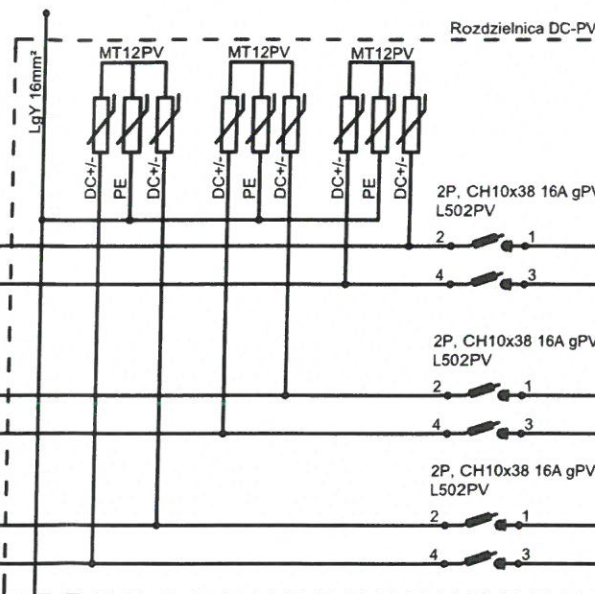 Rozdzielnica DC-PV
LgY 16mm²
MT12PV MT12PV MT12PV
DC+/- PE DC+/- DC+/- PE DC+/- DC+/- PE DC+/-
2P, CH10x38 16A gPV
L502PV
2 1
4 3
2P, CH10x38 16A gPV
L502PV
2 1
4 3
2P, CH10x38 16A gPV
L502PV
2 1
4 3